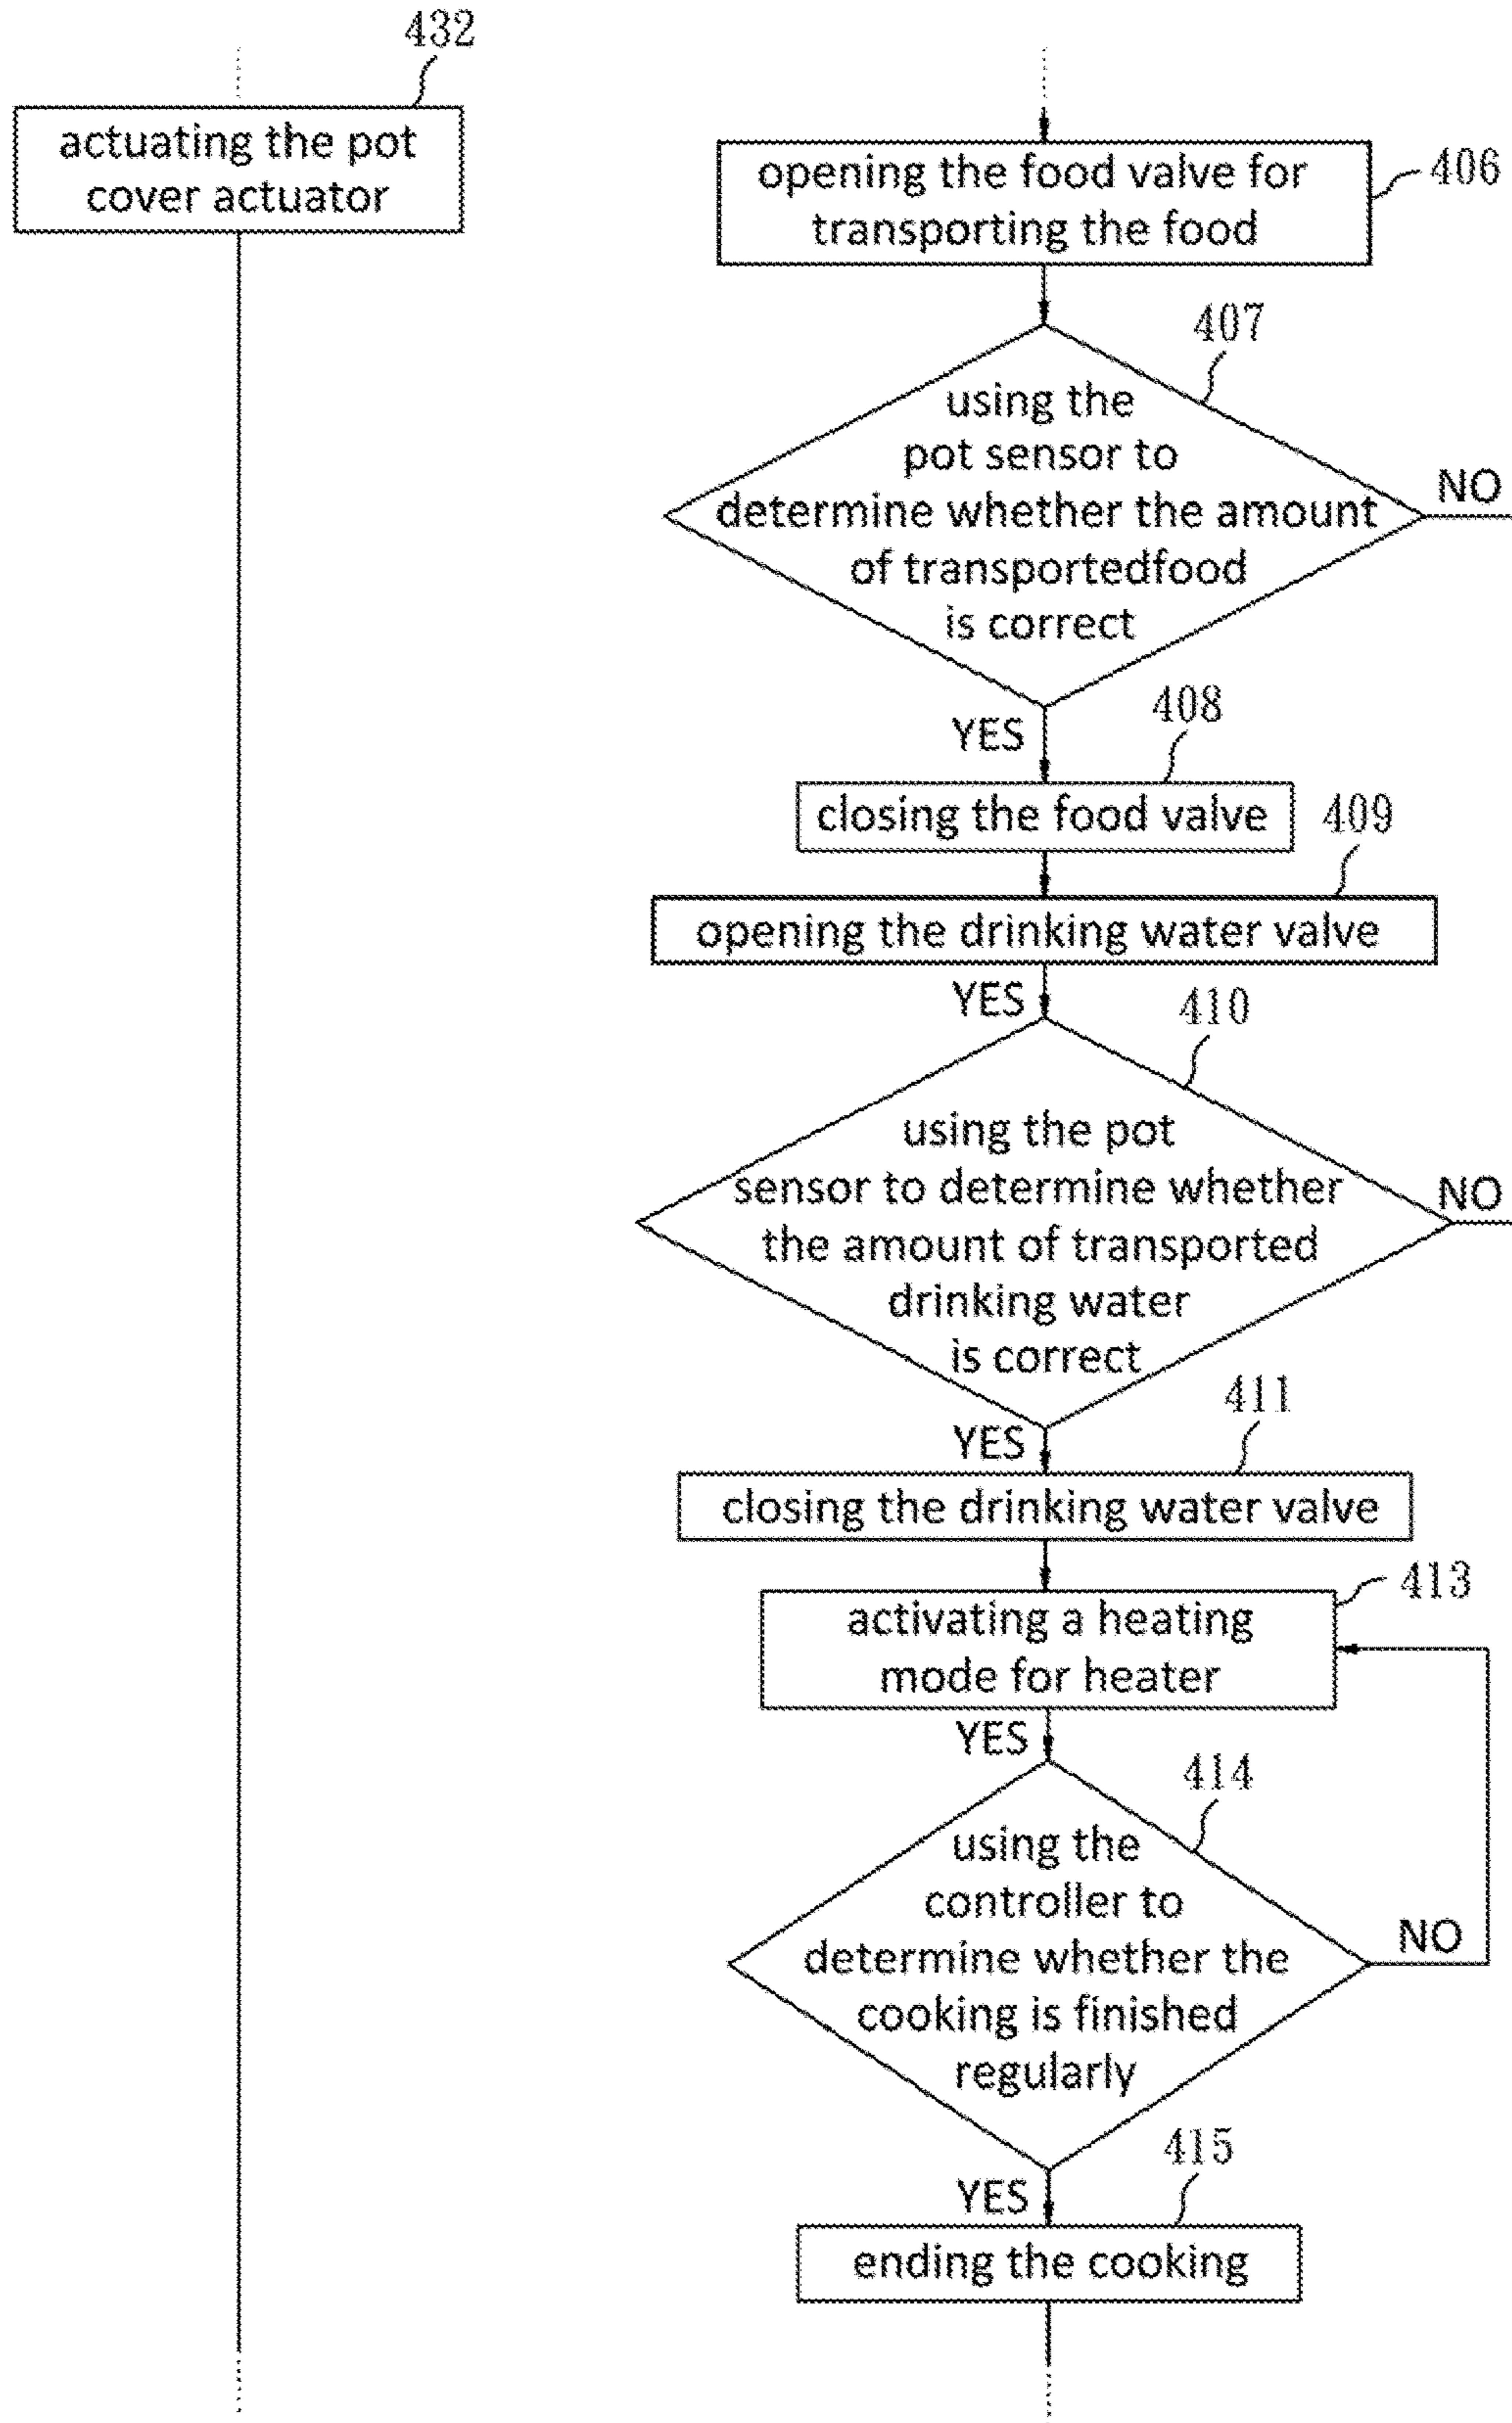 432
actuating the pot
cover actuator
opening the food valve for
transporting the food
406
407
using the
pot sensor to
determine whether the amount
of transportedfood
is correct
NO
YES
408
closing the food valve
409
opening the drinking water valve
YES
410
using the pot
sensor to determine whether
the amount of transported
drinking water
is correct
NO
YES
411
closing the drinking water valve
413
activating a heating
mode for heater
YES
414
using the
controller to
determine whether the
cooking is finished
regularly
NO
YES
415
ending the cooking